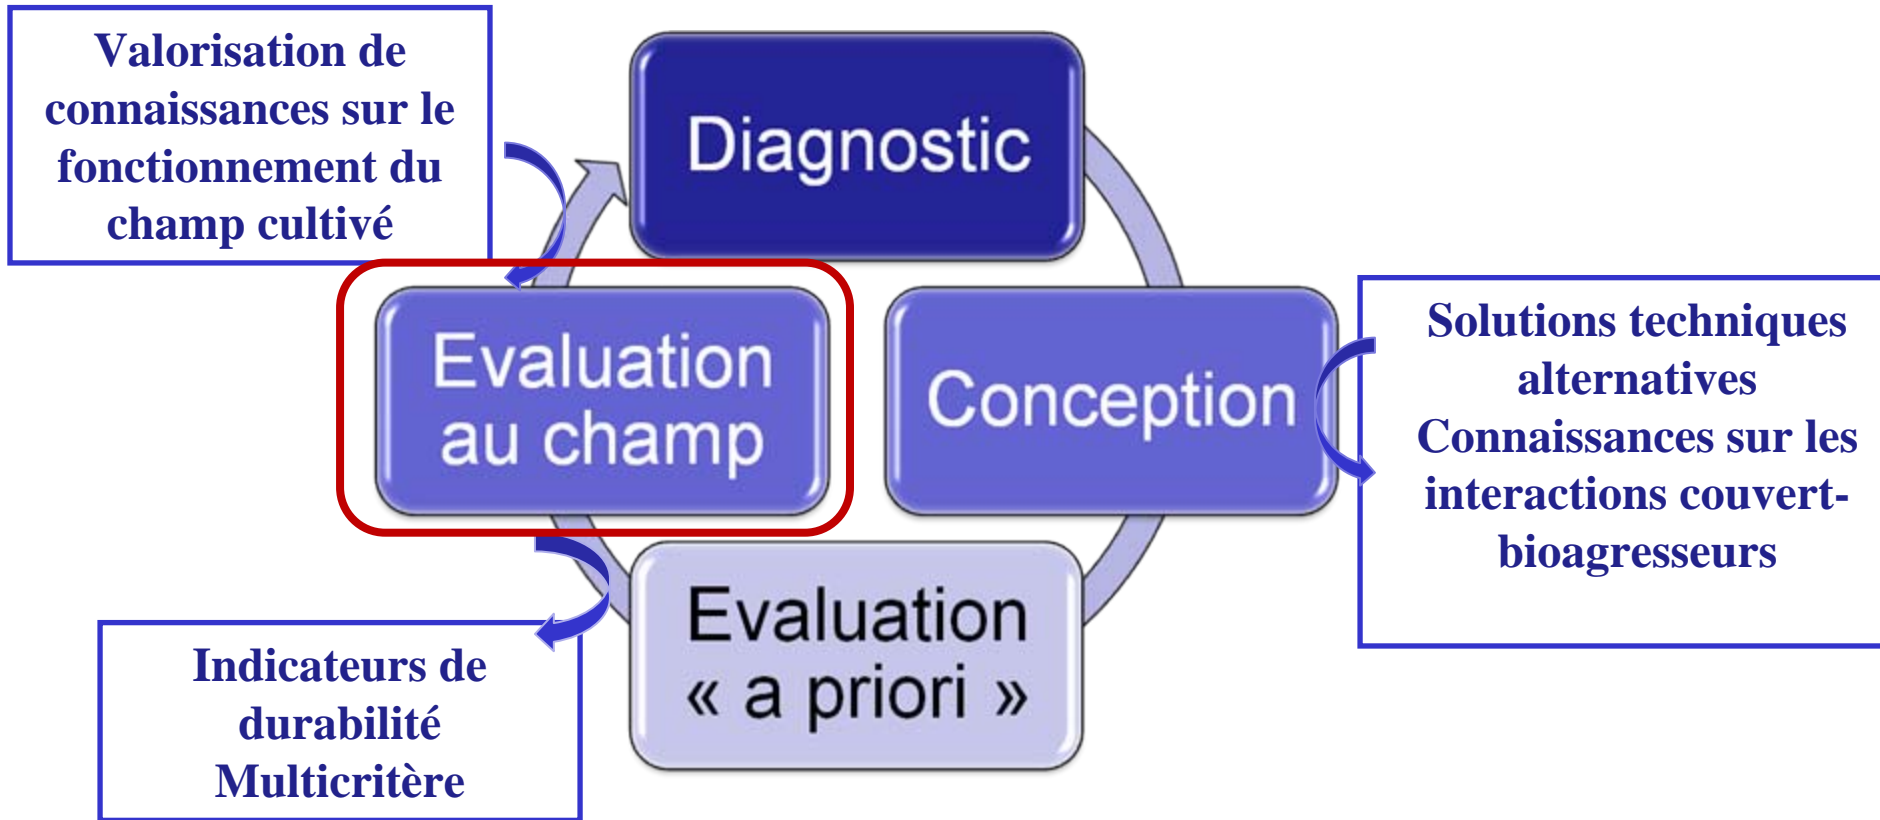 Valorisation de
connaissances sur le
fonctionnement du
champ cultivé
Diagnostic
Evaluation
au champ
Conception
Solutions techniques
alternatives
Connaissances sur les
interactions couvert-
bioagresseurs
Evaluation
« a priori »
Indicateurs de
durabilité
Multicritère